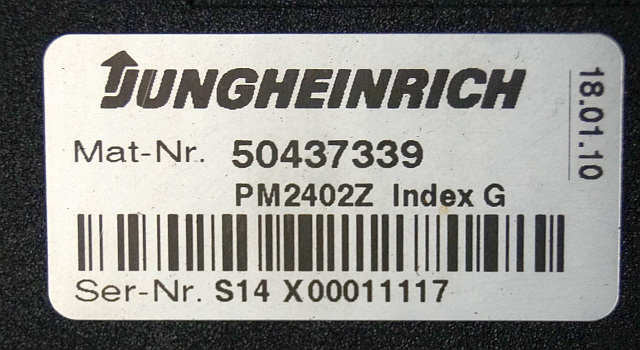 JUNGHEINRICH
18.01.10
Mat-Nr. 50437339
PM2402Z Index G
Ser-Nr. S14 X00011117